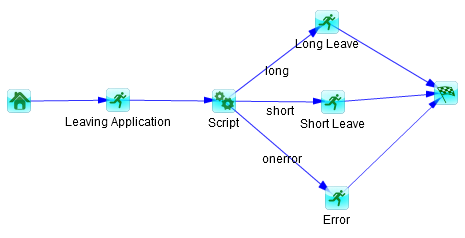 Long Leave
long
Leaving Application
Script
short
Short Leave
onerror
Error